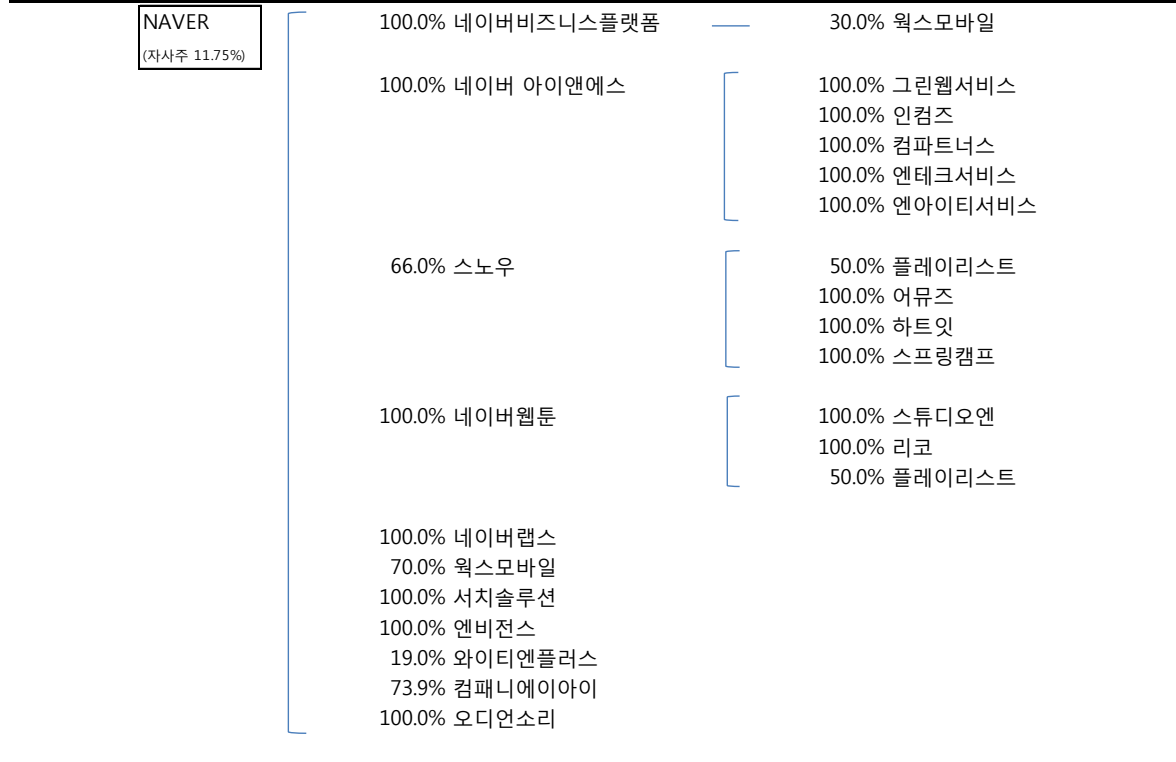 NAVER
(자사주 11.75%)
100.0% 네이버비즈니스플랫폼 30.0% 웍스모바일
100.0% 네이버 아이앤에스 100.0% 그린웹서비스
100.0% 인컴즈
100.0% 컴파트너스
100.0% 엔테크서비스
100.0% 엔아이티서비스
66.0% 스노우 50.0% 플레이리스트
100.0% 어뮤즈
100.0% 하트잇
100.0% 스프링캠프
100.0% 네이버웹툰 100.0% 스튜디오엔
100.0% 리코
50.0% 플레이리스트
100.0% 네이버랩스
70.0% 웍스모바일
100.0% 서치솔루션
100.0% 엔비전스
19.0% 와이티엔플러스
73.9% 컴패니에이아이
100.0% 오디언소리